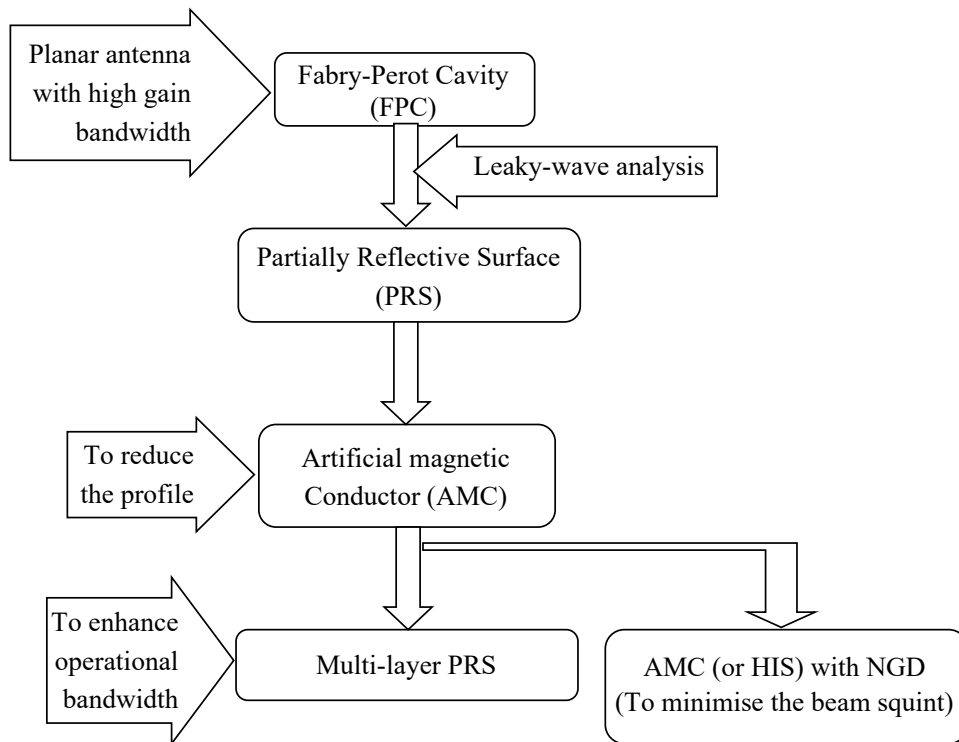 Planar antenna
with high gain
bandwidth
Fabry-Perot Cavity
(FPC)
Leaky-wave analysis
Partially Reflective Surface
(PRS)
To reduce
the profile
Artificial magnetic
Conductor (AMC)
To enhance
operational
bandwidth
Multi-layer PRS
AMC (or HIS) with NGD
(To minimise the beam squint)